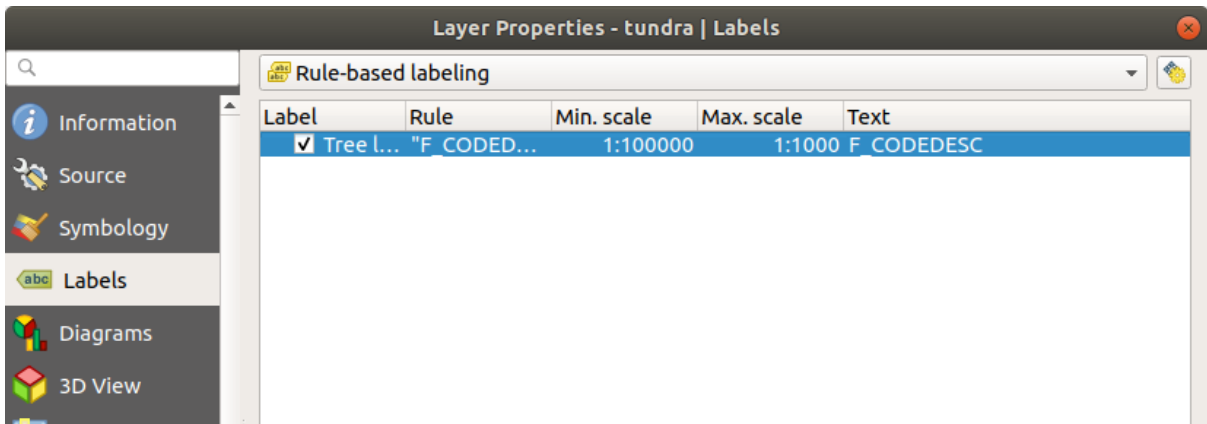 Layer Properties - tundra | Labels
Rule-based labeling
Information
Source
Symbology
Labels
Diagrams
3D View
Label Rule Min. scale Max. scale Text
Tree l... "F_CODED... 1:100000 1:1000 F_CODEDESC